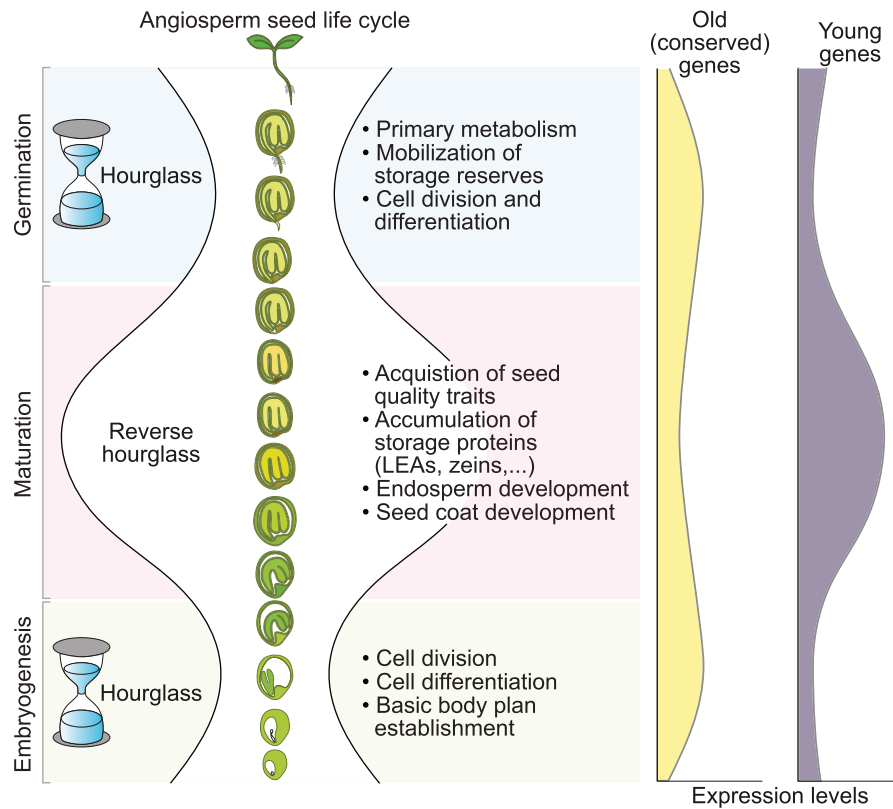 Angiosperm seed life cycle
Old
(conserved)
genes
Young
genes
Germination
Hourglass
• Primary metabolism
• Mobilization of
storage reserves
• Cell division and
differentiation
Maturation
Reverse
hourglass
• Acquistion of seed
quality traits
• Accumulation of
storage proteins
(LEAs, zeins,...)
• Endosperm development
• Seed coat development
Embryogenesis
Hourglass
• Cell division
• Cell differentiation
• Basic body plan
establishment
Expression levels